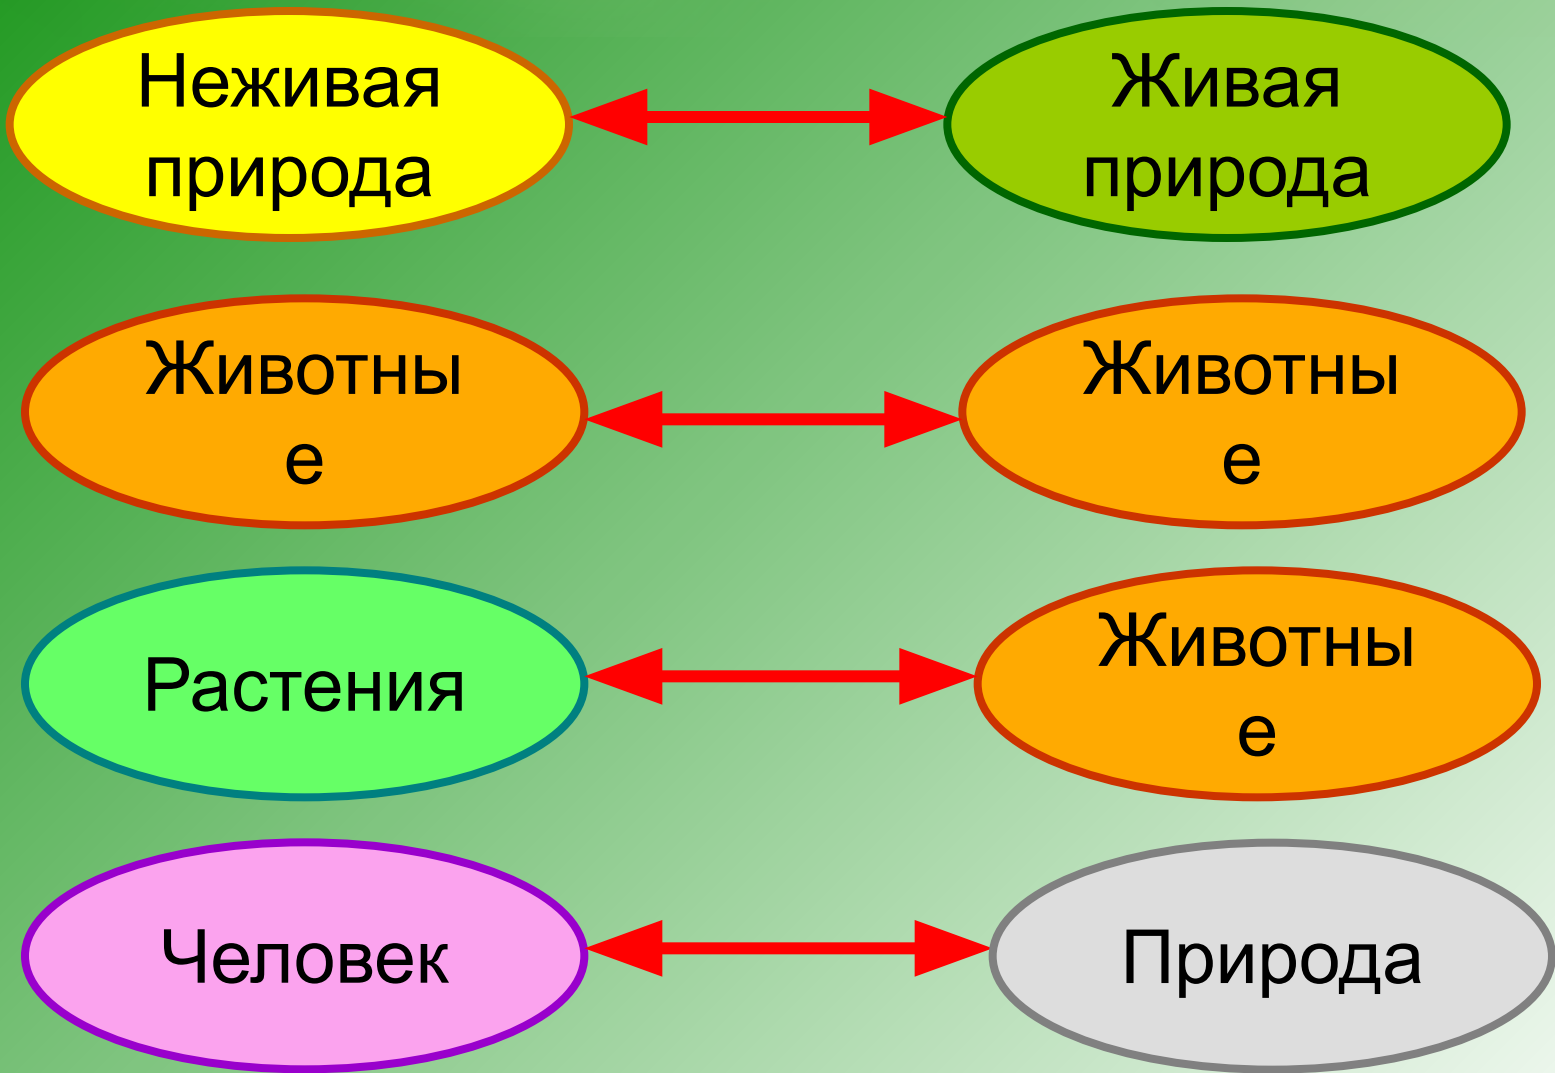 Неживая
природа
Живая
природа
Животны
е
Животны
е
Растения
Животны
е
Человек
Природа